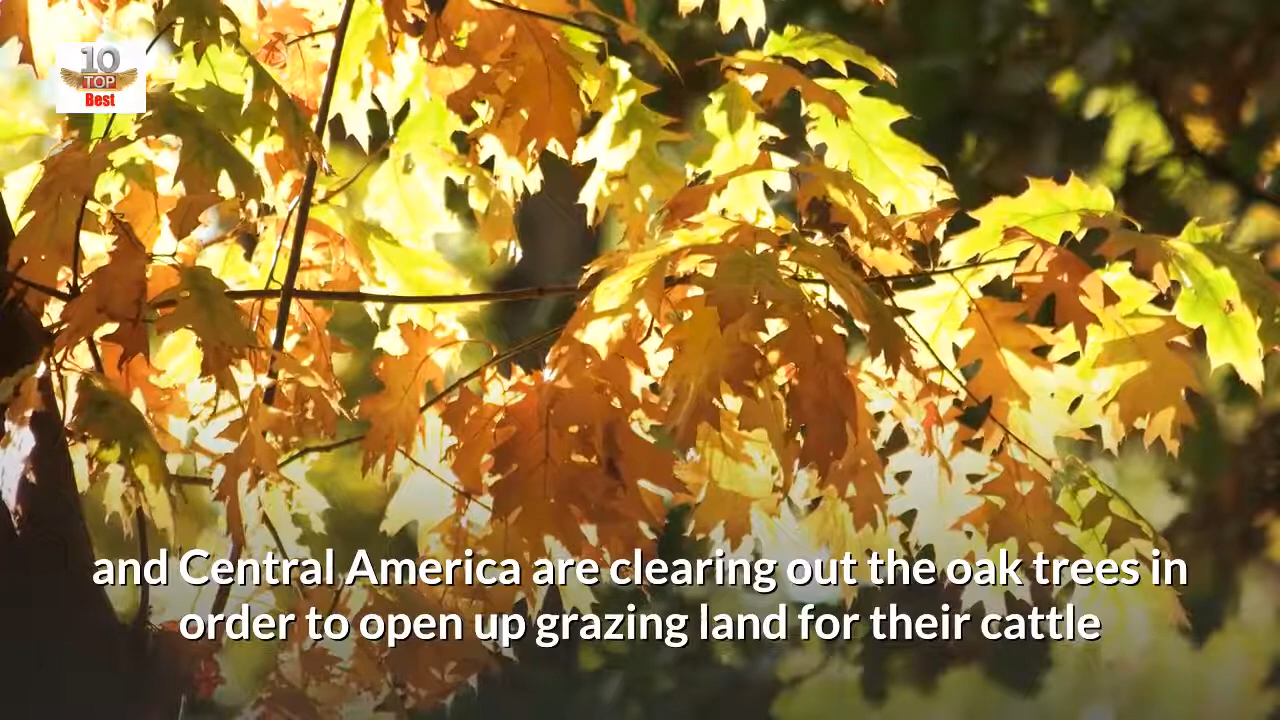 10
TOP
Best
and Central America are clearing out the oak trees in
order to open up grazing land for their cattle